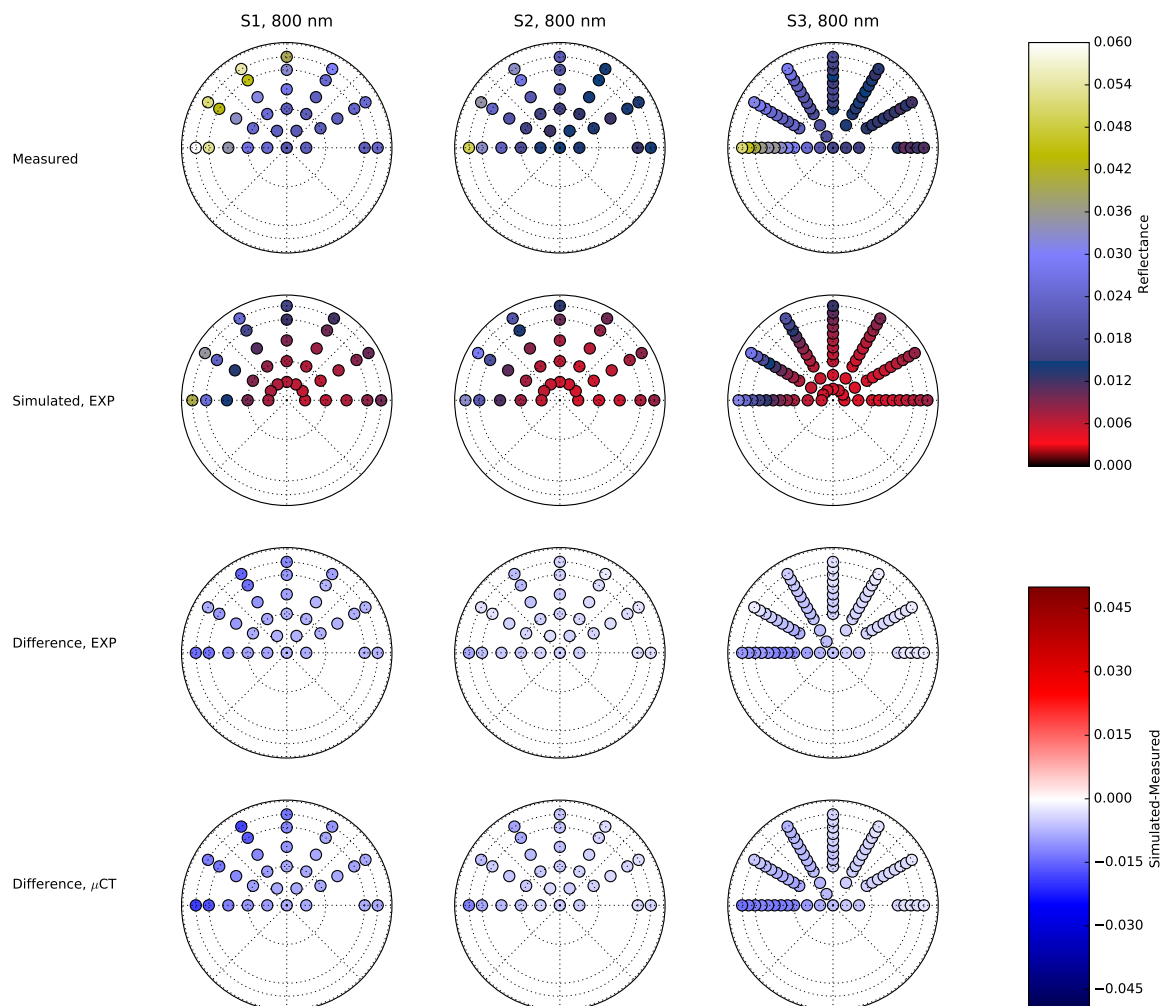 S1, 800 nm
S2, 800 nm
S3, 800 nm
Measured
Simulated, EXP
Difference, EXP
Difference, μCT
0.060
0.054
0.048
0.042
0.036
0.030
0.024
0.018
0.012
0.006
0.000
Reflectance
0.045
0.030
0.015
0.000
−0.015
−0.030
−0.045
Simulated-Measured